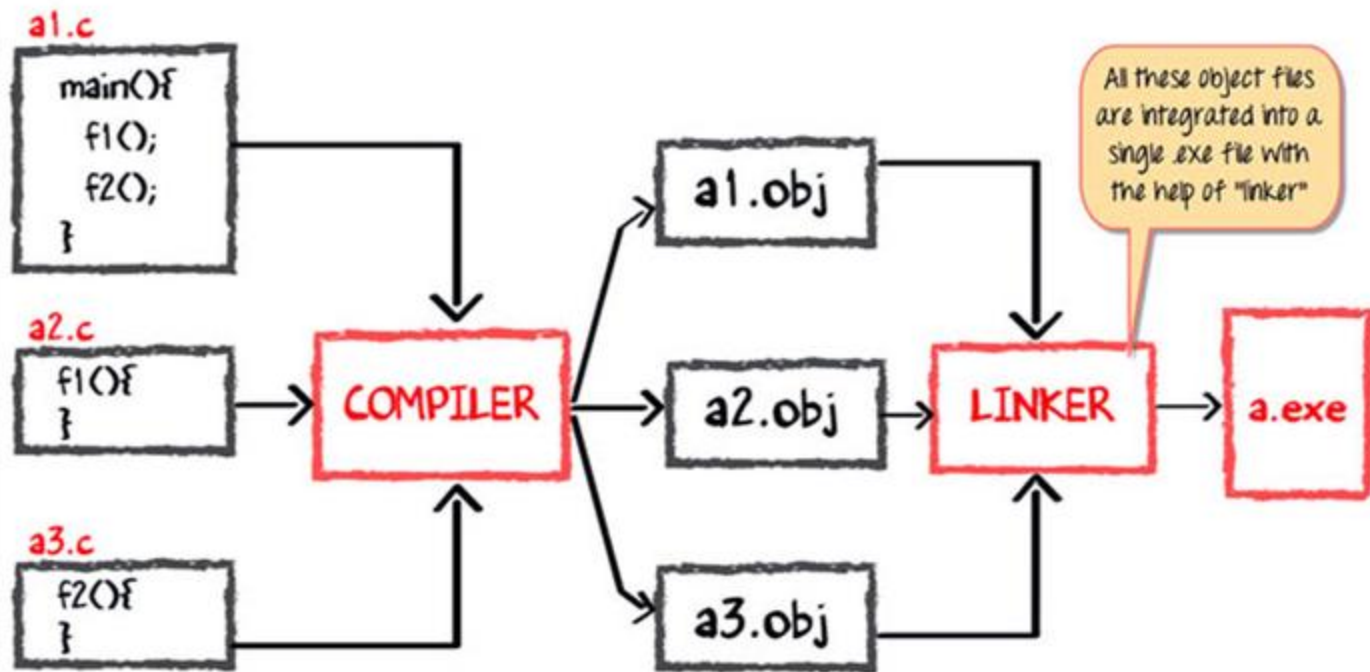 a1.c
main(){
f1();
f2();
}
a2.c
f1(){
}
a3.c
f2(){
}
COMPILER
a1.obj
a2.obj
a3.obj
All these object files
are integrated into a
single .exe file with
the help of "linker"
LINKER
a.exe